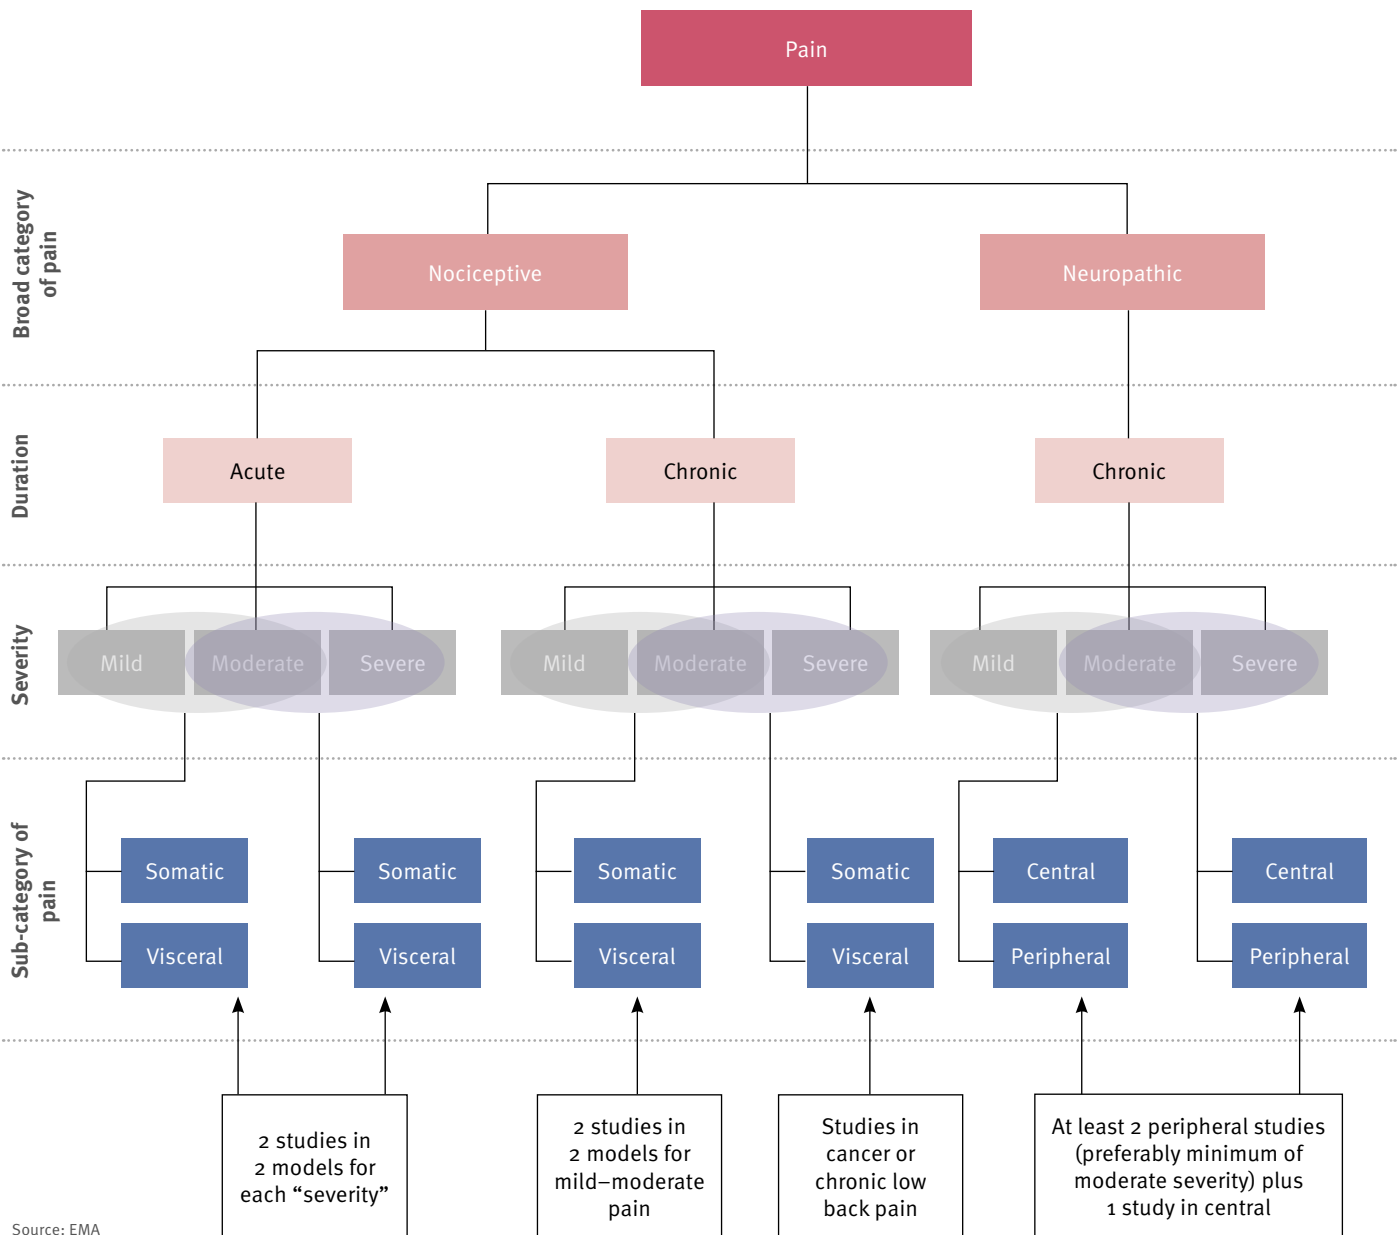 Pain
Broad category
of pain
Nociceptive
Neuropathic
Duration
Acute
Chronic
Chronic
Severity
Mild
Moderate
Severe
Mild
Moderate
Severe
Mild
Moderate
Severe
Sub-category of
pain
Somatic
Somatic
Somatic
Somatic
Central
Central
Visceral
Visceral
Visceral
Visceral
Peripheral
Peripheral
2 studies in
2 models for
each “severity”
2 studies in
2 models for
mild–moderate
pain
Studies in
cancer or
chronic low
back pain
At least 2 peripheral studies
(preferably minimum of
moderate severity) plus
1 study in central
Source: EMA